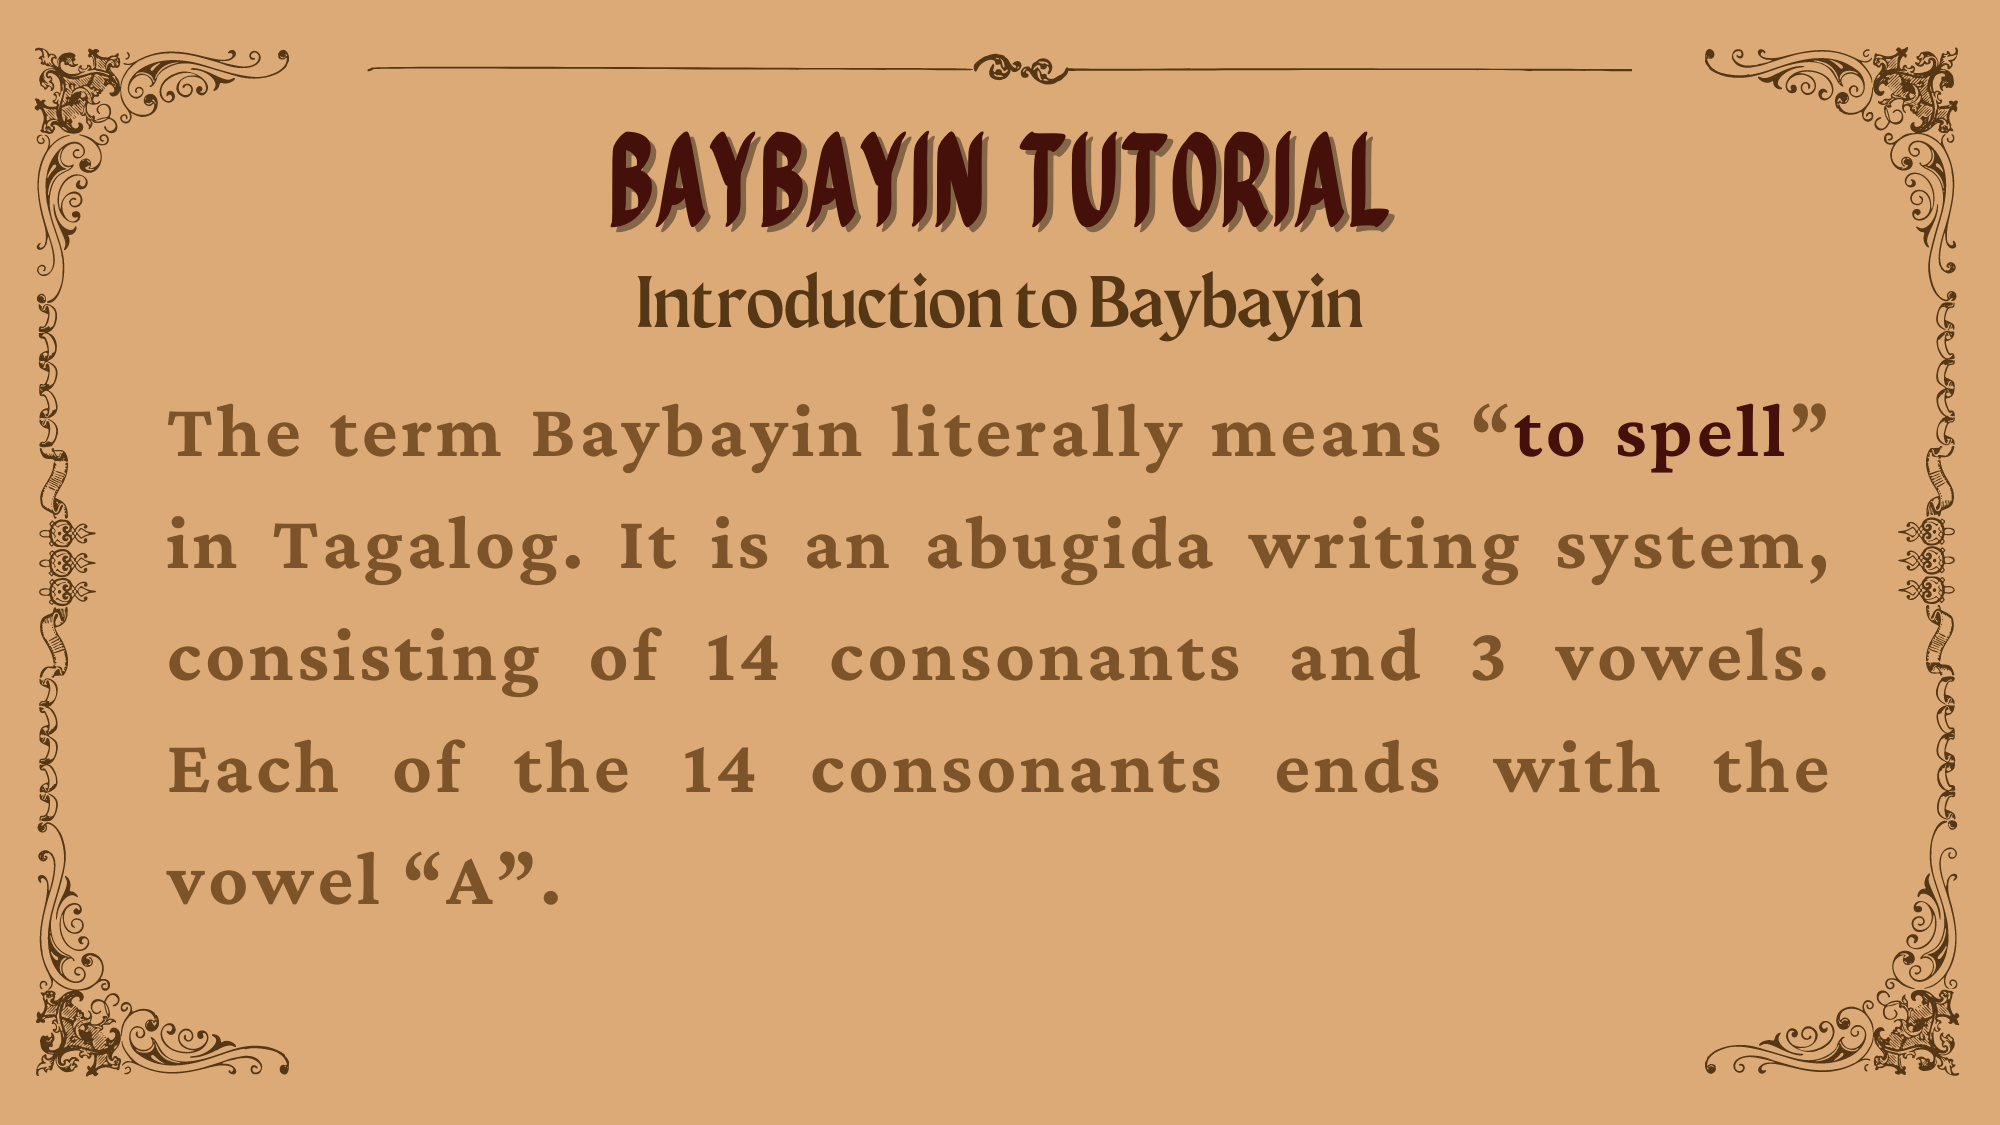 BAYBAYIN TUTORIAL
Introduction to Baybayin
The term Baybayin literally means “to spell”
in Tagalog. It is an abugida writing system,
consisting of 14 consonants and 3 vowels.
Each of the 14 consonants ends with the
vowel “A”.